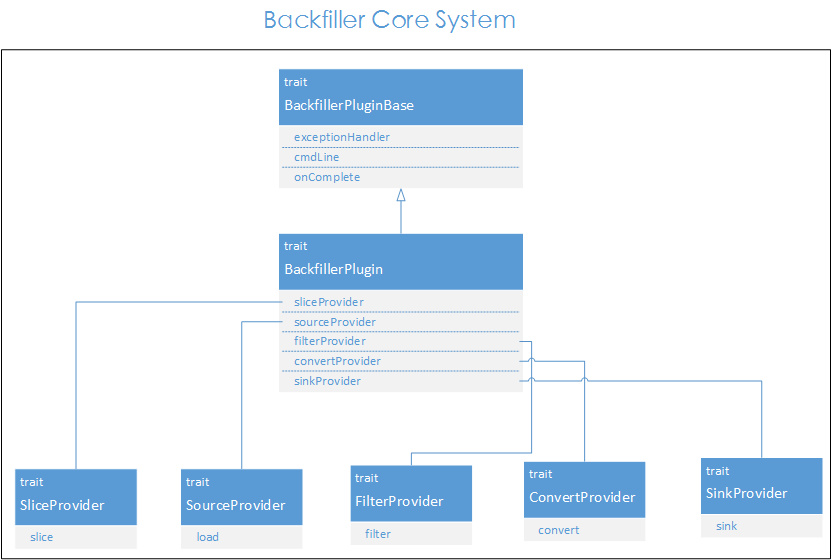 Backfiller Core System
trait
BackfillerPluginBase
exceptionHandler
cmdLine
onComplete
trait
BackfillerPlugin
sliceProvider
sourceProvider
filterProvider
convertProvider
sinkProvider
trait
SliceProvider
slice
trait
SourceProvider
load
trait
FilterProvider
filter
trait
ConvertProvider
convert
trait
SinkProvider
sink